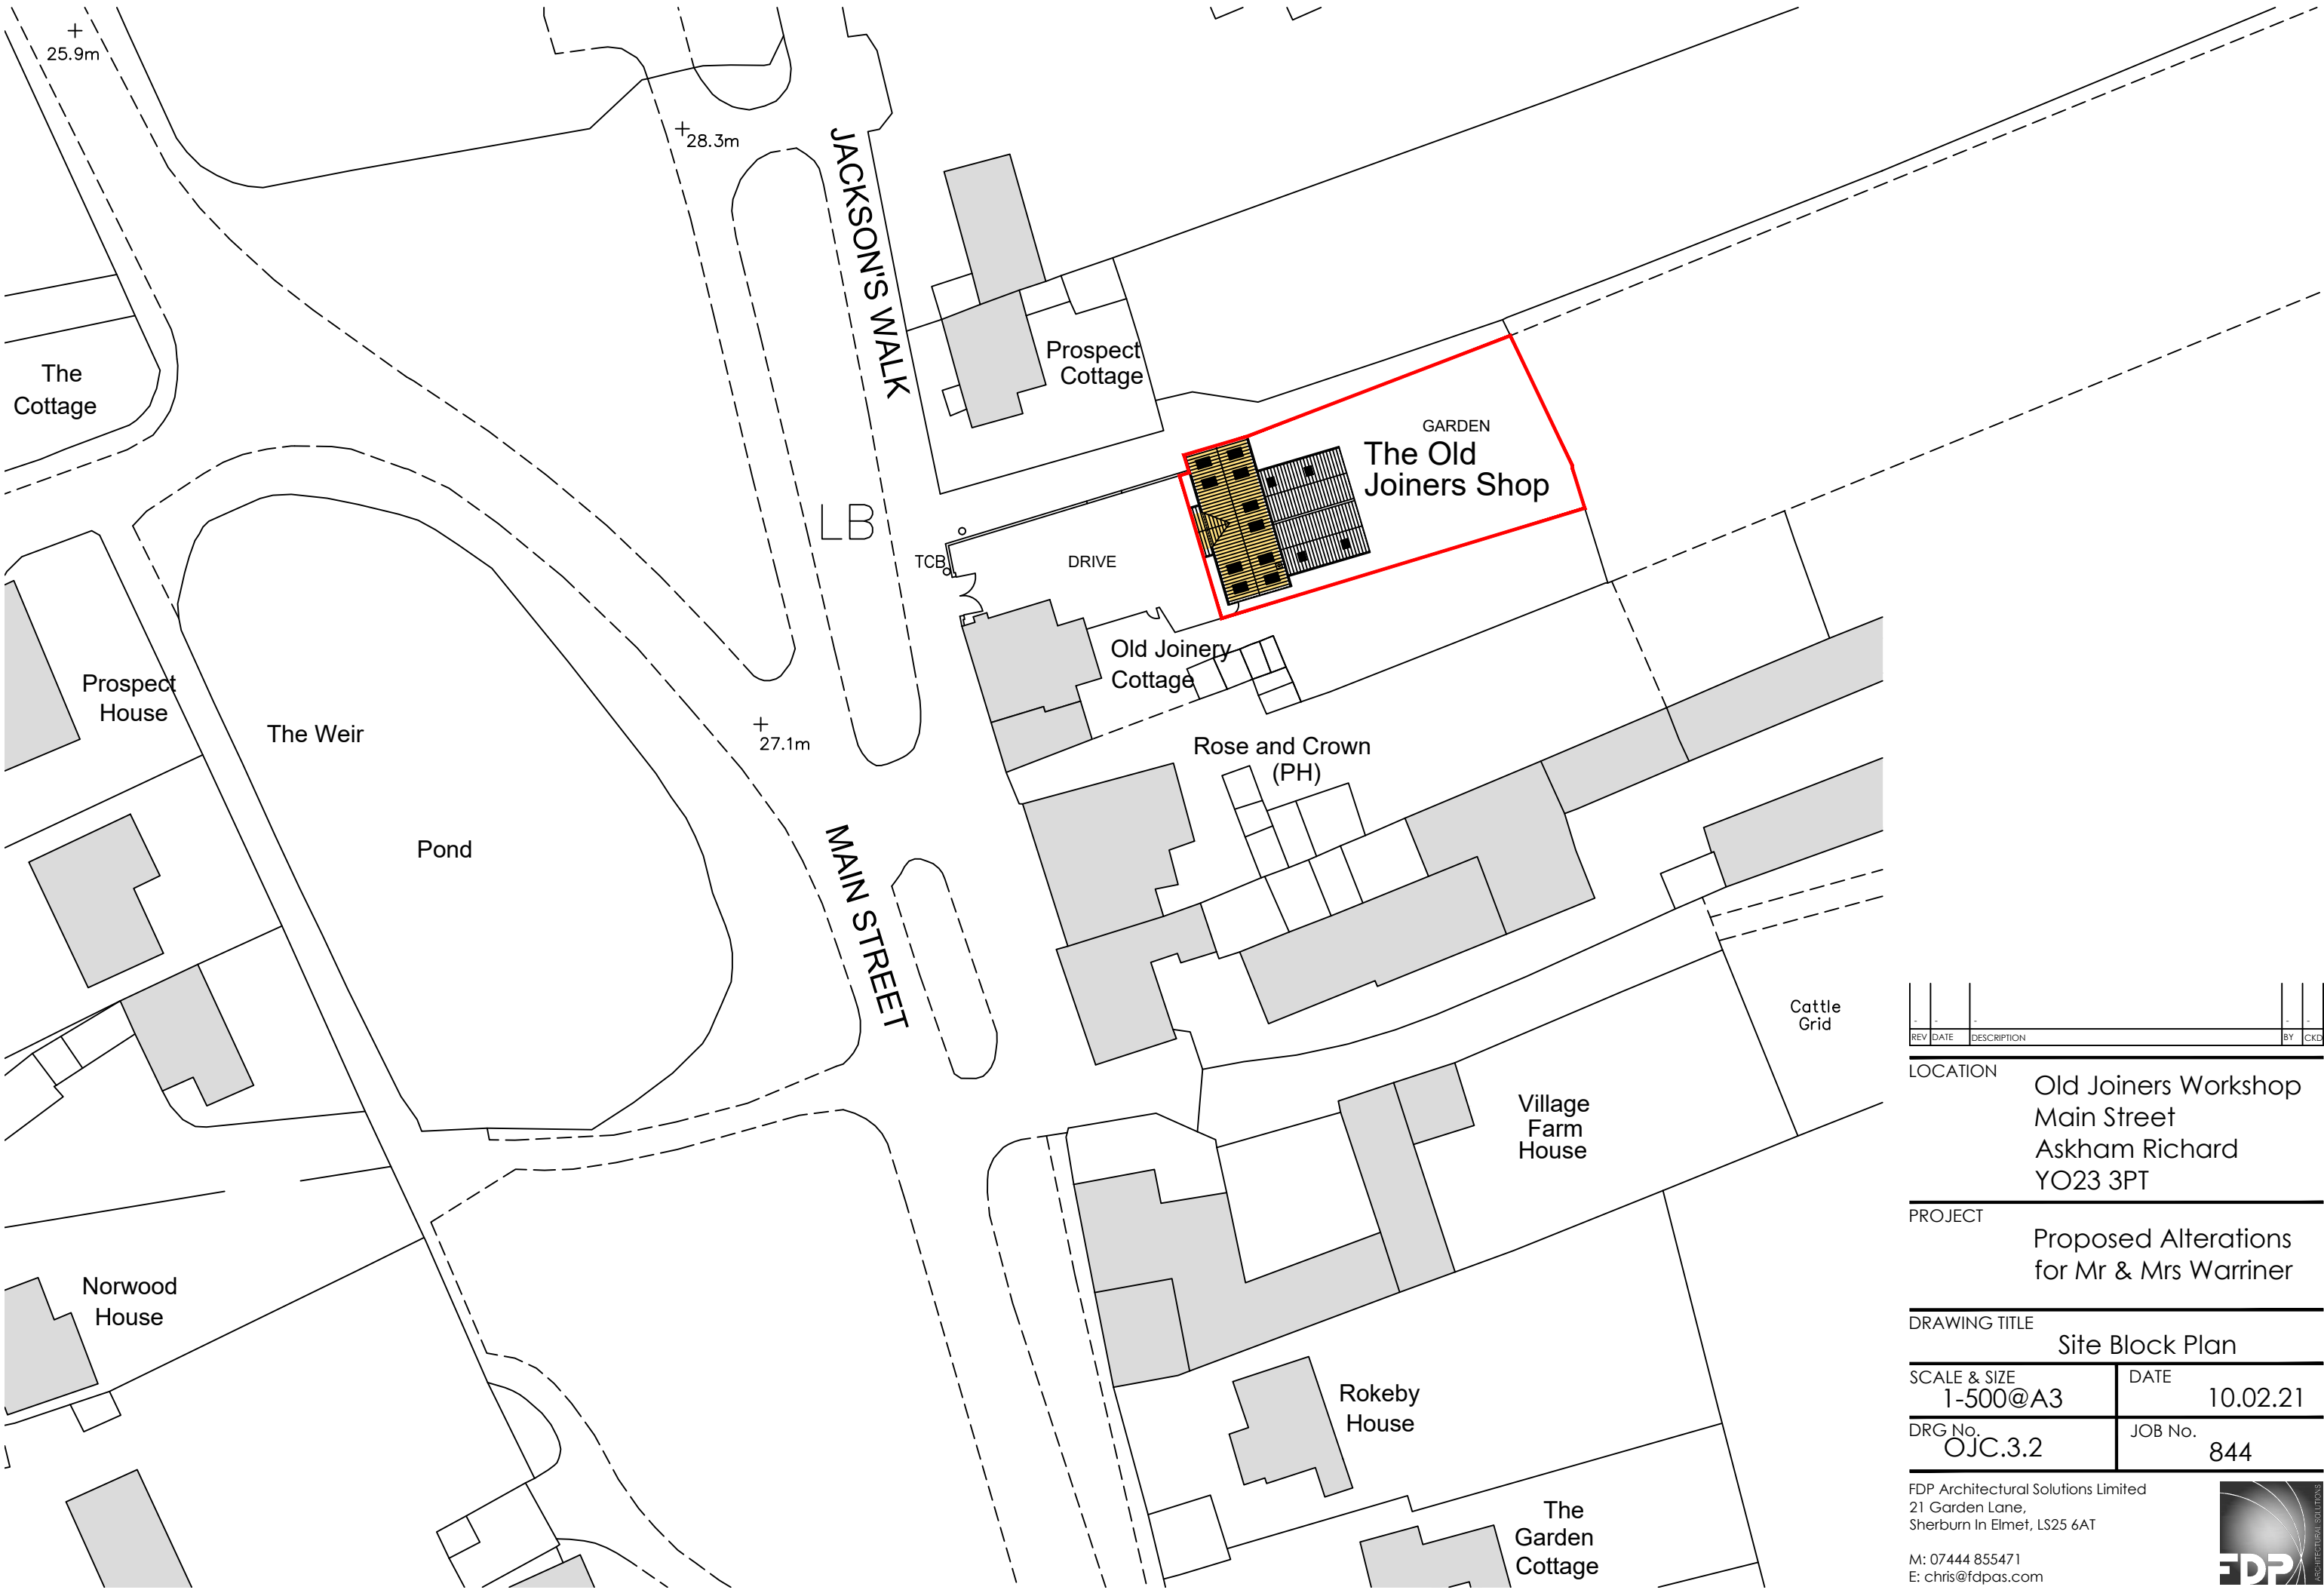 25.9m
28.3m
JACKSON'S WALK
The
Cottage
Prospect
Cottage
GARDEN
The Old
Joiners Shop
LB
TCB
DRIVE
Old Joinery
Cottage
Prospect
House
The Weir
27.1m
Rose and Crown
(PH)
Pond
MAIN STREET
Cattle
Grid
Village
Farm
House
Norwood
House
Rokeby
House
The
Garden
Cottage
- - - - -
REV DATE DESCRIPTION BY CKD
LOCATION
Old Joiners Workshop
Main Street
Askham Richard
YO23 3PT
PROJECT
Proposed Alterations
for Mr & Mrs Warriner
DRAWING TITLE
Site Block Plan
SCALE & SIZE
1-500@A3
DATE
10.02.21
DRG No.
OJC.3.2
JOB No.
844
FDP Architectural Solutions Limited
21 Garden Lane,
Sherburn In Elmet, LS25 6AT
M: 07444 855471
E: chris@fdpas.com
FDP
ARCHITECTURAL SOLUTIONS